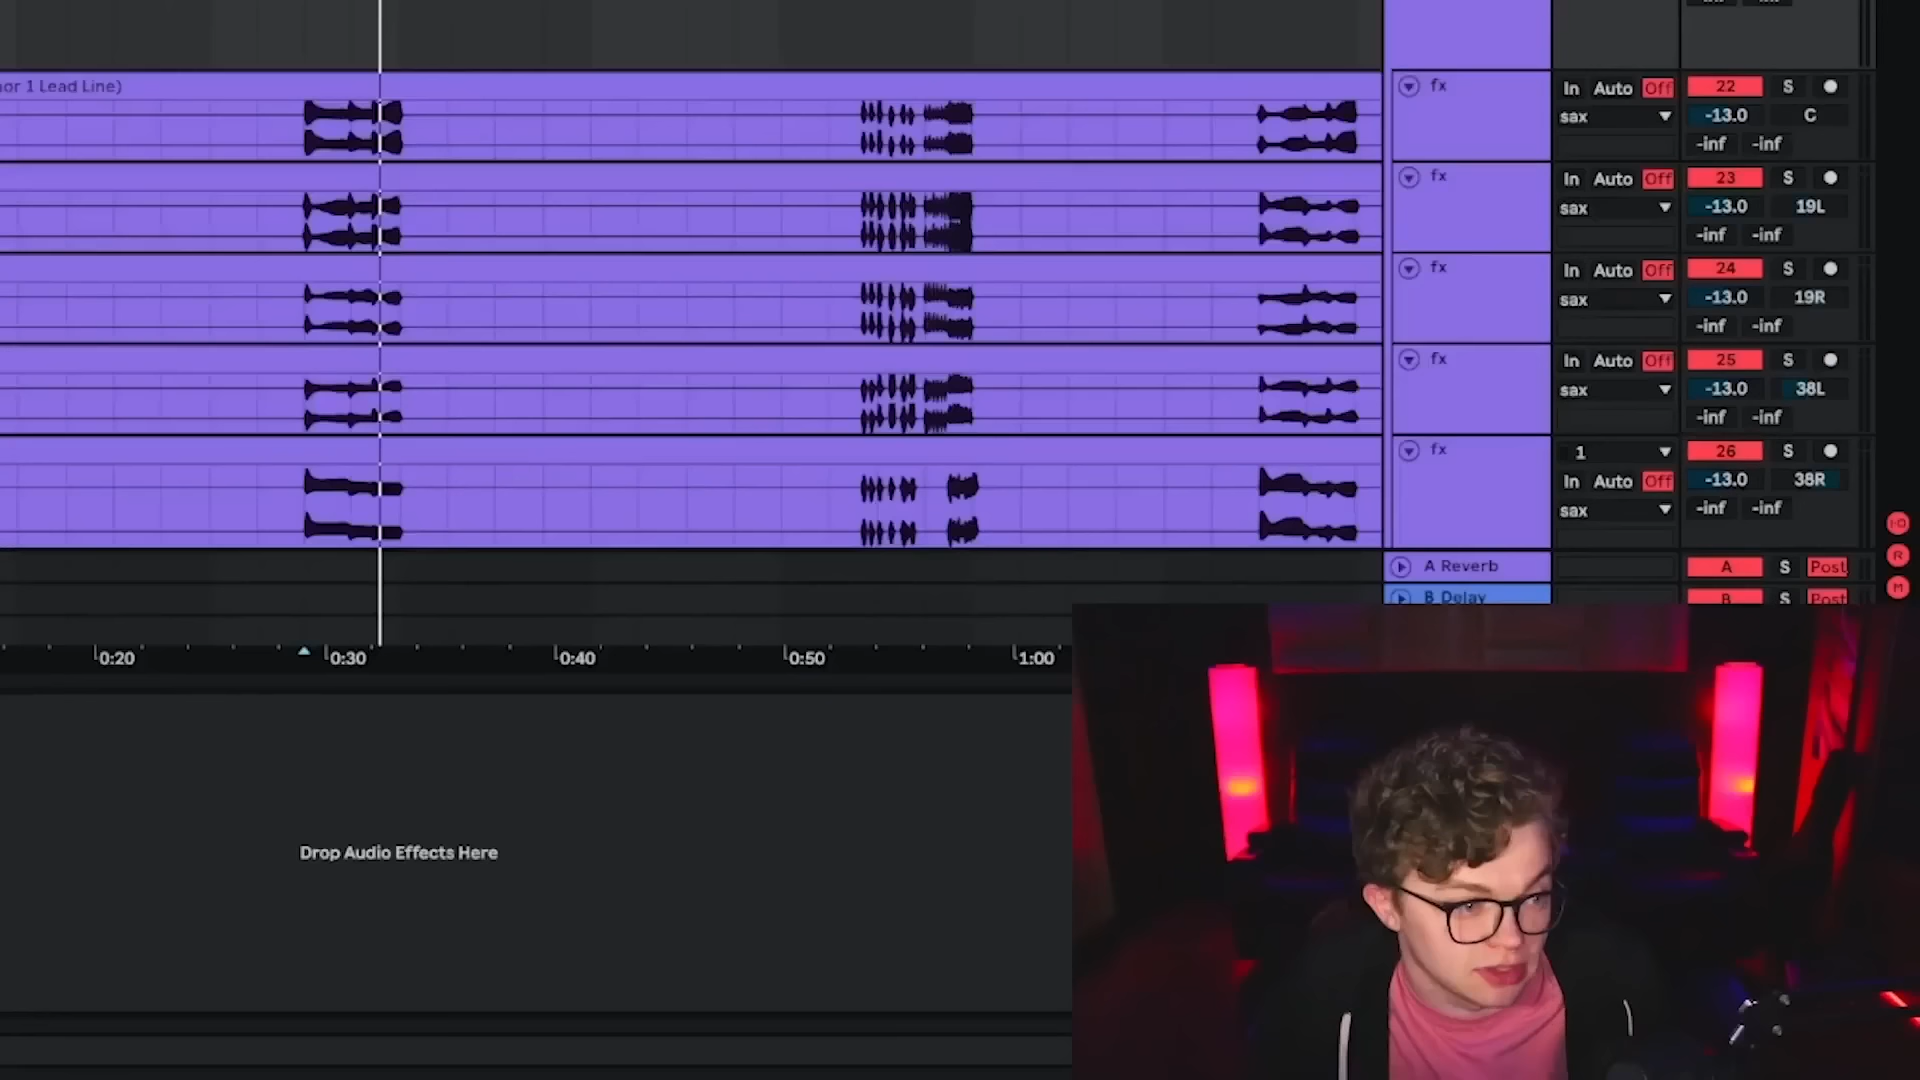 or 1 Lead Line)
fx
In Auto Off
22 S
sax
-13.0 C
-inf -inf
fx
In Auto Off
23 S
sax
-13.0 19L
-inf -inf
fx
In Auto Off
24 S
sax
-13.0 19R
-inf -inf
fx
In Auto Off
25 S
sax
-13.0 38L
-inf -inf
fx
1
26 S
In Auto Off
-13.0 38R
sax
-inf -inf
I·O
R
M
A Reverb
A S Post
B Delay
B S Post
0:20 0:30 0:40 0:50 1:00
Drop Audio Effects Here